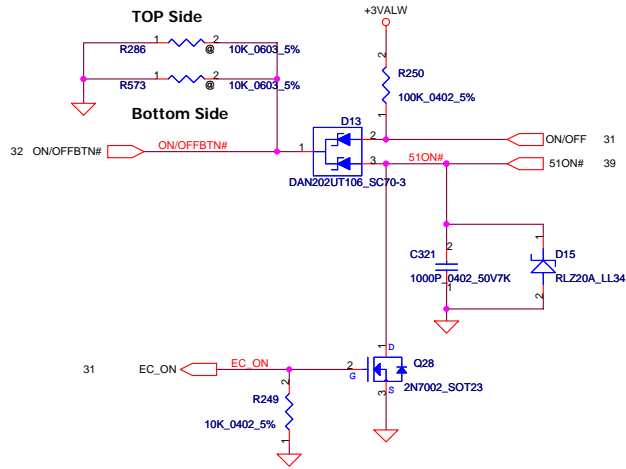 TOP Side
+3VALW
1 2
R286 @ 10K_0603_5%
1 2
R573 @ 10K_0603_5%
2
R250
100K_0402_5%
1
Bottom Side
D13
32 ON/OFFBTN# ON/OFFBTN# 1 2 ON/OFF 31
3 51ON# 51ON# 39
DAN202UT106_SC70-3
2 1
C321 D15
1000P_0402_50V7K RLZ20A_LL34
1 2
1 D
31 EC_ON EC_ON 2 G Q28
S 2N7002_SOT23
3
2
R249
10K_0402_5%
1